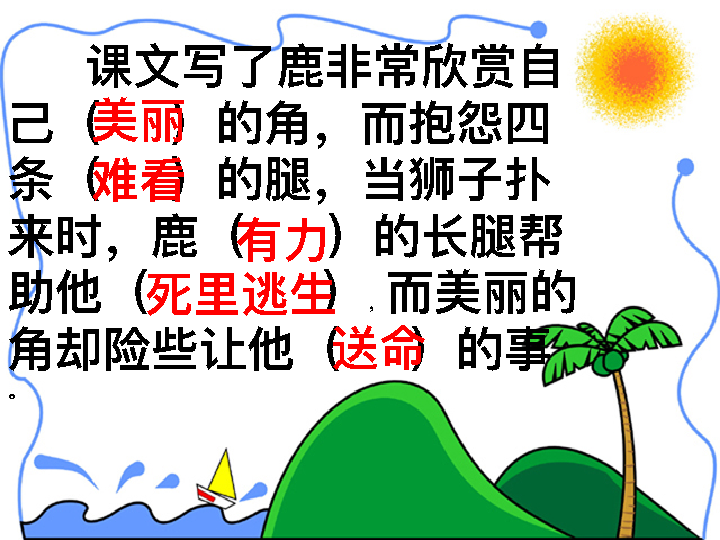 课文写了鹿非常欣赏自
己（美丽）的角，而抱怨四
条（难看）的腿，当狮子扑
来时，鹿（有力）的长腿帮
助他（死里逃生），而美丽的
角却险些让他（送命）的事
。